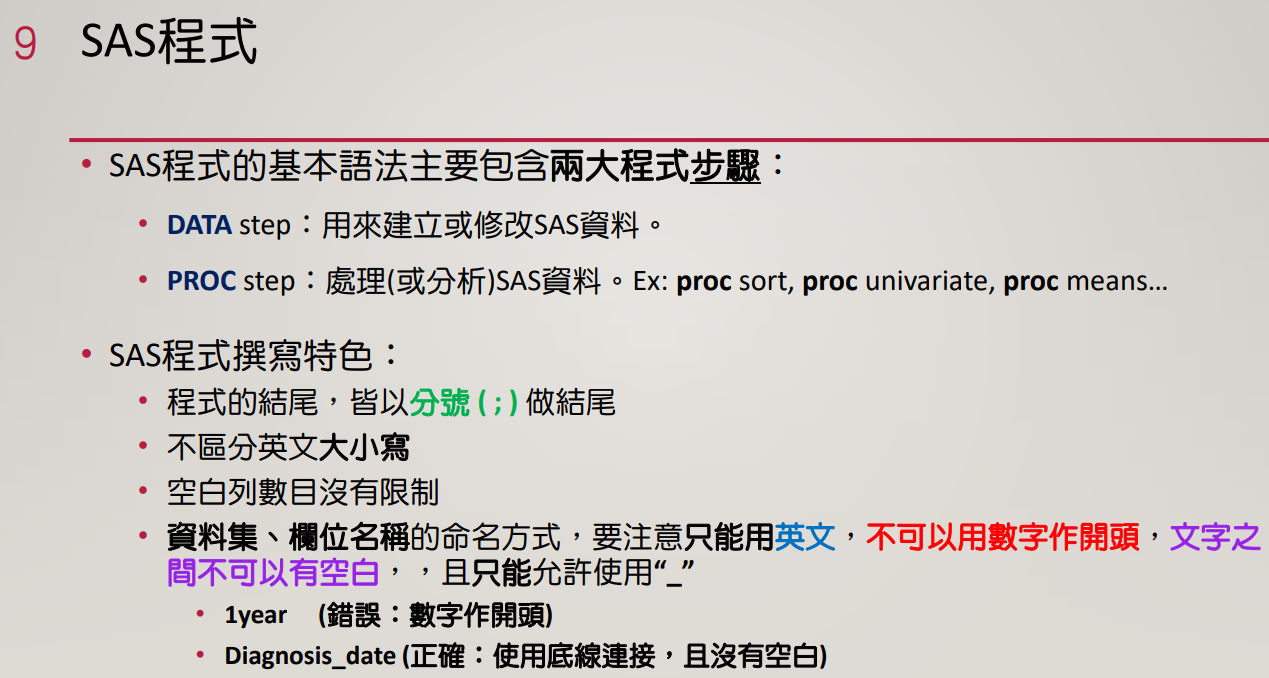 9 SAS程式
• SAS程式的基本語法主要包含兩大程式步驟：
• DATA step：用來建立或修改SAS資料。
• PROC step：處理(或分析)SAS資料。Ex: proc sort, proc univariate, proc means…
• SAS程式撰寫特色：
• 程式的結尾，皆以分號 ( ; ) 做結尾
• 不區分英文大小寫
• 空白列數目沒有限制
• 資料集、欄位名稱的命名方式，要注意只能用英文，不可以用數字作開頭，文字之
間不可以有空白，，且只能允許使用“_”
• 1year (錯誤：數字作開頭)
• Diagnosis_date (正確：使用底線連接，且沒有空白)